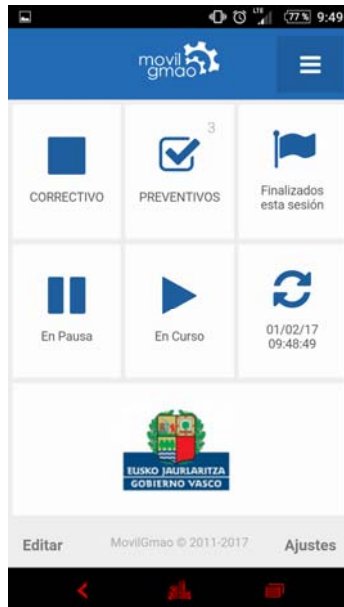 LTE 77 % 9:49
movil
gmao
3
CORRECTIVO
PREVENTIVOS
Finalizados
esta sesión
En Pausa
En Curso
01/02/17
09:48:49
EUSKO JAURLARITZA
GOBIERNO VASCO
Editar
MovilGmao © 2011-2017
Ajustes